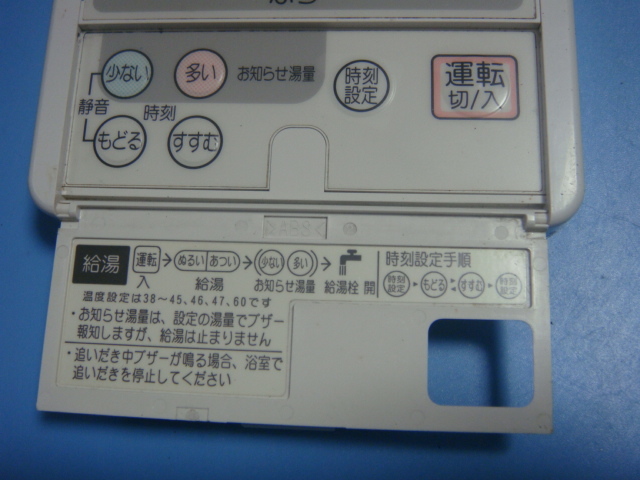 少ない 多い お知らせ湯量 時刻設定 運転切/入
静音 時刻
もどる すすむ
給湯 運転 ぬるい あつい 少ない 多い 時刻設定手順
入 給湯 お知らせ湯量 給湯栓 開 時刻設定 もどる すすむ 時刻設定
温度設定は38～45、46、47、60です
・お知らせ湯量は、設定の湯量でブザー
報知しますが、給湯は止まりません
・追いだき中ブザーが鳴る場合、浴室で
追いだきを停止してください